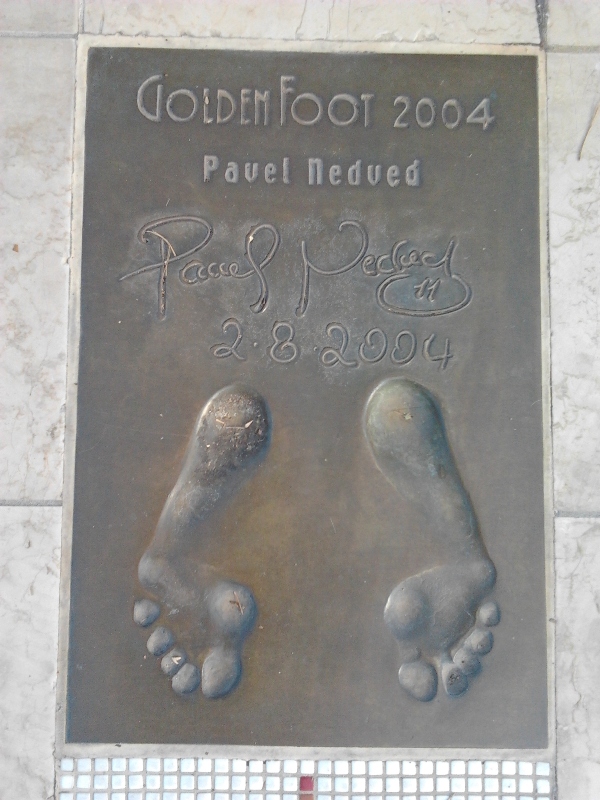 GOLDEN FOOT 2004
Pavel Nedved
Pavel Nedved 11
2.8.2004